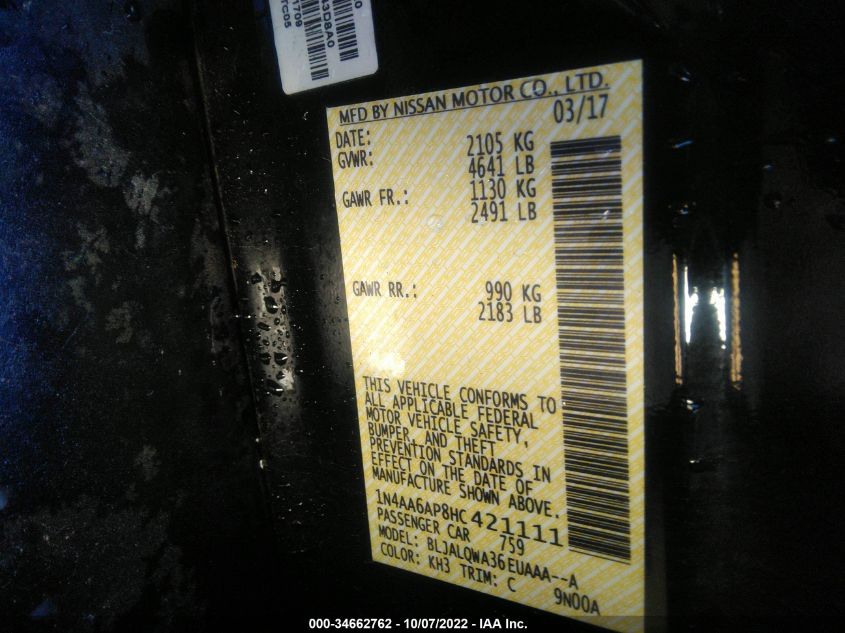 MFD BY NISSAN MOTOR CO., LTD.
DATE: 03/17
GVWR: 2105 KG
4641 LB
GAWR FR.: 1130 KG
2491 LB
GAWR RR.: 990 KG
2183 LB
THIS VEHICLE CONFORMS TO
ALL APPLICABLE FEDERAL
MOTOR VEHICLE SAFETY,
BUMPER, AND THEFT
PREVENTION STANDARDS IN
EFFECT ON THE DATE OF
MANUFACTURE SHOWN ABOVE.
1N4AA6AP8HC421111
PASSENGER CAR 759
MODEL: BLJALQWA36EUAAA--A
COLOR: KH3 TRIM: C 9N00A
000-34662762 - 10/07/2022 - IAA Inc.